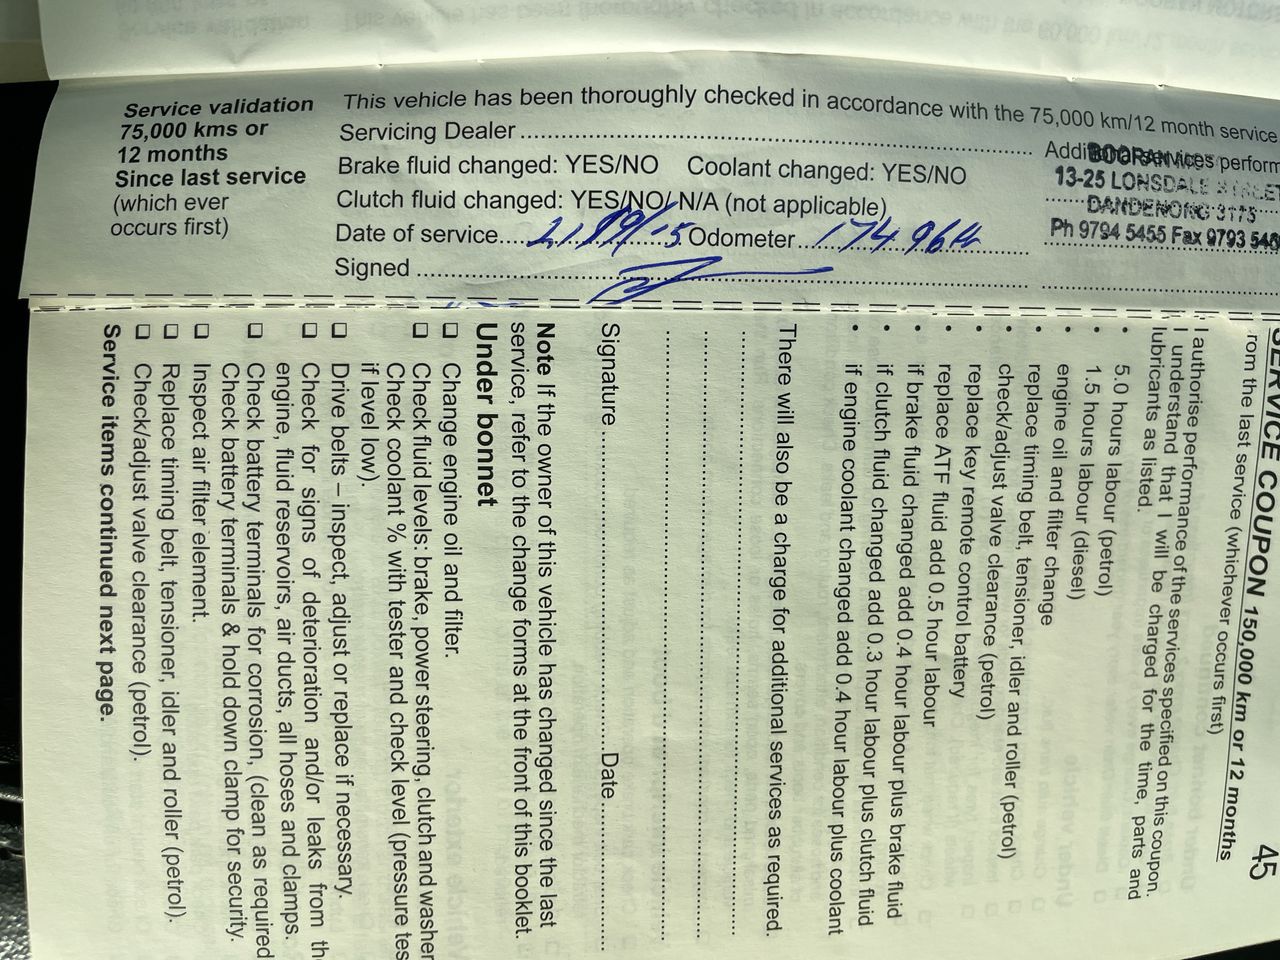 Service validation
75,000 kms or
12 months
Since last service
(which ever
occurs first)
This vehicle has been thoroughly checked in accordance with the 75,000 km/12 month service
Servicing Dealer
Brake fluid changed: YES/NO Coolant changed: YES/NO
Clutch fluid changed: YES/NO/ N/A (not applicable)
Date of service Odometer
Signed
Additional services perform
BOORAN
13-25 LONSDALE STREET
DANDENONG 3175
Ph 9794 5455 Fax 9793 546
45
SERVICE COUPON 150,000 km or 12 months
rom the last service (whichever occurs first)
I authorise performance of the services specified on this coupon.
I understand that I will be charged for the time, parts and
lubricants as listed.
• 5.0 hours labour (petrol)
• 1.5 hours labour (diesel)
• engine oil and filter change
• replace timing belt, tensioner, idler and roller (petrol)
• check/adjust valve clearance (petrol)
• replace key remote control battery
• replace ATF fluid add 0.5 hour labour
• if brake fluid changed add 0.4 hour labour plus brake fluid
• if clutch fluid changed add 0.3 hour labour plus clutch fluid
• if engine coolant changed add 0.4 hour labour plus coolant
There will also be a charge for additional services as required.
Signature Date
Note If the owner of this vehicle has changed since the last
service, refer to the change forms at the front of this booklet.
Under bonnet
☐ Change engine oil and filter.
☐ Check fluid levels: brake, power steering, clutch and washer
Check coolant % with tester and check level (pressure tes
if level low).
☐ Drive belts – inspect, adjust or replace if necessary.
☐ Check for signs of deterioration and/or leaks from th
engine, fluid reservoirs, air ducts, all hoses and clamps.
☐ Check battery terminals for corrosion, (clean as required
Check battery terminals & hold down clamp for security.
☐ Inspect air filter element.
☐ Replace timing belt, tensioner, idler and roller (petrol).
☐ Check/adjust valve clearance (petrol).
Service items continued next page.